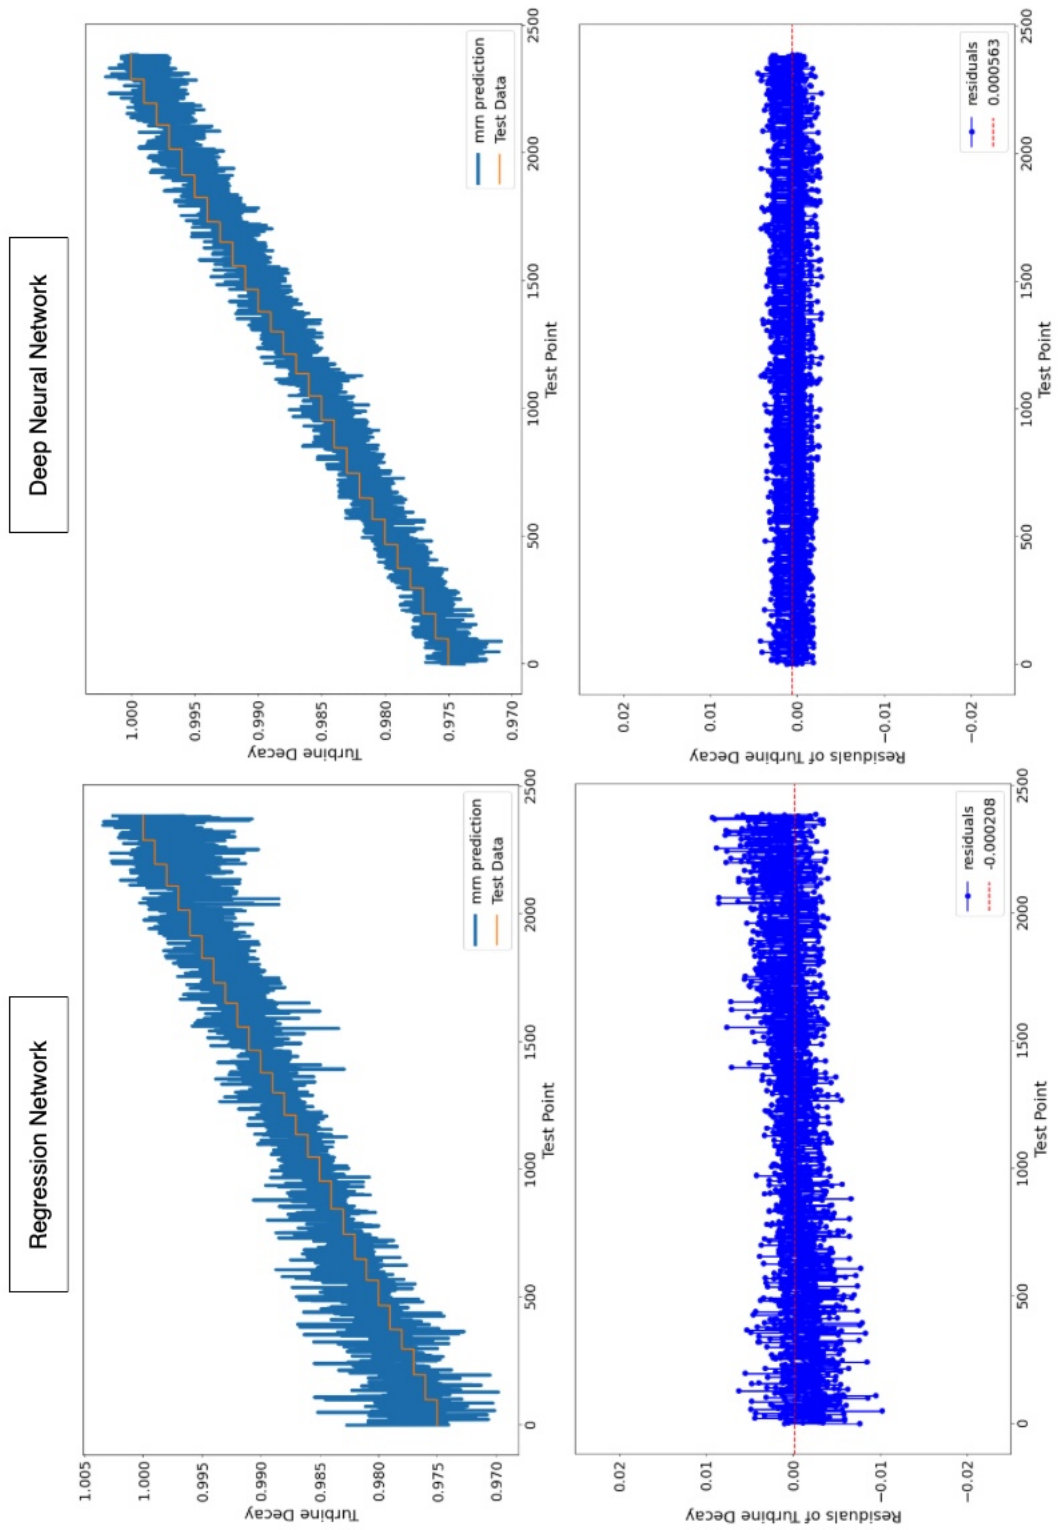 Regression Network
Deep Neural Network
1.005
1.000
0.995
0.990
0.985
0.980
0.975
0.970
Turbine Decay
mrn prediction
Test Data
0 500 1000 1500 2000 2500
Test Point
1.000
0.995
0.990
0.985
0.980
0.975
0.970
Turbine Decay
mrn prediction
Test Data
0 500 1000 1500 2000 2500
Test Point
0.02
0.01
0.00
−0.01
−0.02
Residuals of Turbine Decay
residuals
-0.000208
0 500 1000 1500 2000 2500
Test Point
0.02
0.01
0.00
−0.01
−0.02
Residuals of Turbine Decay
residuals
0.000563
0 500 1000 1500 2000 2500
Test Point